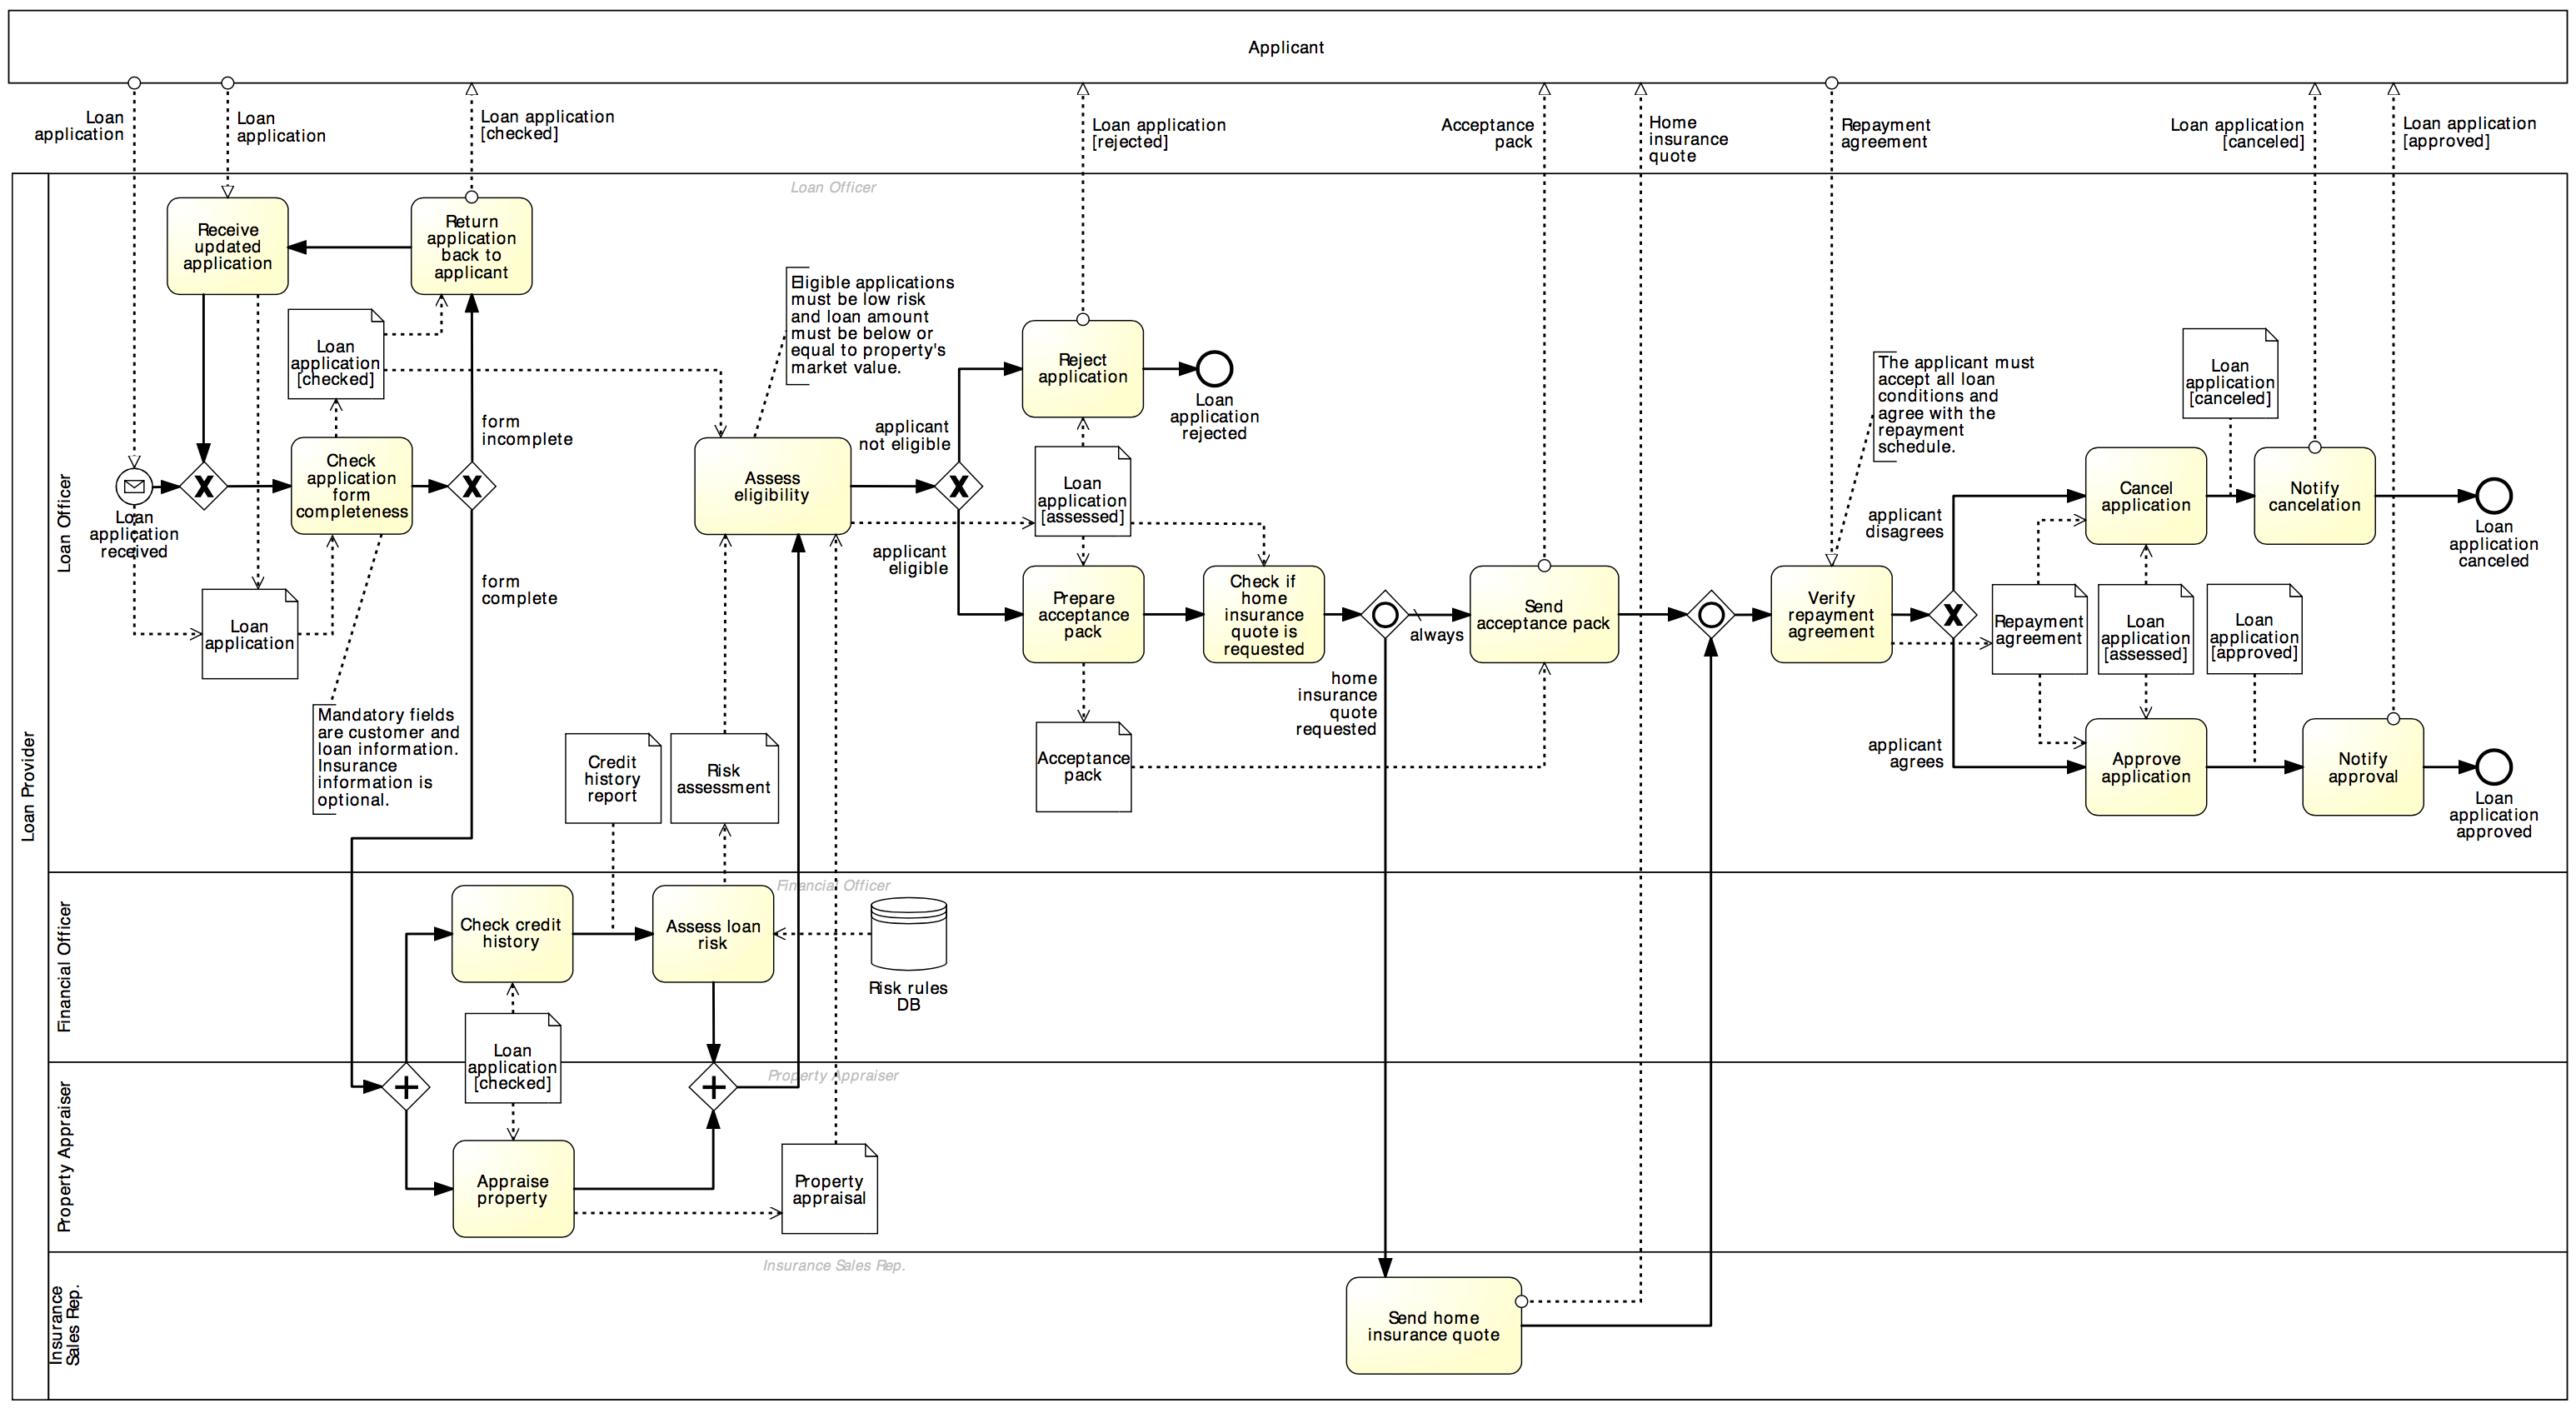 Applicant
Loan
application
Loan
application
Loan application
[checked]
Loan application
[rejected]
Acceptance
pack
Home
insurance
quote
Repayment
agreement
Loan application
[canceled]
Loan application
[approved]
Loan Provider
Loan Officer
Loan Officer
Receive
updated
application
Return
application
back to
applicant
Loan
application
[checked]
Eligible applications
must be low risk
and loan amount
must be below or
equal to property's
market value.
Reject
application
Loan
application
rejected
The applicant must
accept all loan
conditions and
agree with the
repayment
schedule.
Loan
application
[canceled]
form
incomplete
applicant
not eligible
Loan
application
received
Check
application
form
completeness
Assess
eligibility
Loan
application
[assessed]
applicant
disagrees
Cancel
application
Notify
cancelation
Loan
application
canceled
form
complete
applicant
eligible
Loan
application
Prepare
acceptance
pack
Check if
home
insurance
quote is
requested
always
Send
acceptance pack
Verify
repayment
agreement
Repayment
agreement
Loan
application
[assessed]
Loan
application
[approved]
home
insurance
quote
requested
Mandatory fields
are customer and
loan information.
Insurance
information is
optional.
Credit
history
report
Risk
assessment
Acceptance
pack
applicant
agrees
Approve
application
Notify
approval
Loan
application
approved
Financial Officer
Financial Officer
Check credit
history
Assess loan
risk
Risk rules
DB
Loan
application
[checked]
Property Appraiser
Property Appraiser
Appraise
property
Property
appraisal
Insurance
Sales Rep.
Insurance Sales Rep.
Send home
insurance quote